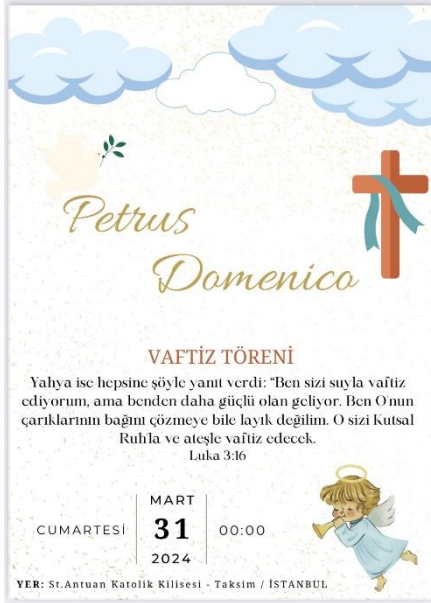 Petrus
Domenico
VAFTİZ TÖRENİ
Yahya ise hepsine şöyle yanıt verdi: “Ben sizi suyla vaftiz
ediyorum, ama benden daha güçlü olan geliyor. Ben O'nun
çarıklarının bağını çözmeye bile layık değilim. O sizi Kutsal
Ruh'la ve ateşle vaftiz edecek.
Luka 3:16
MART
CUMARTESİ 31 00:00
2024
YER: St.Antuan Katolik Kilisesi - Taksim / İSTANBUL